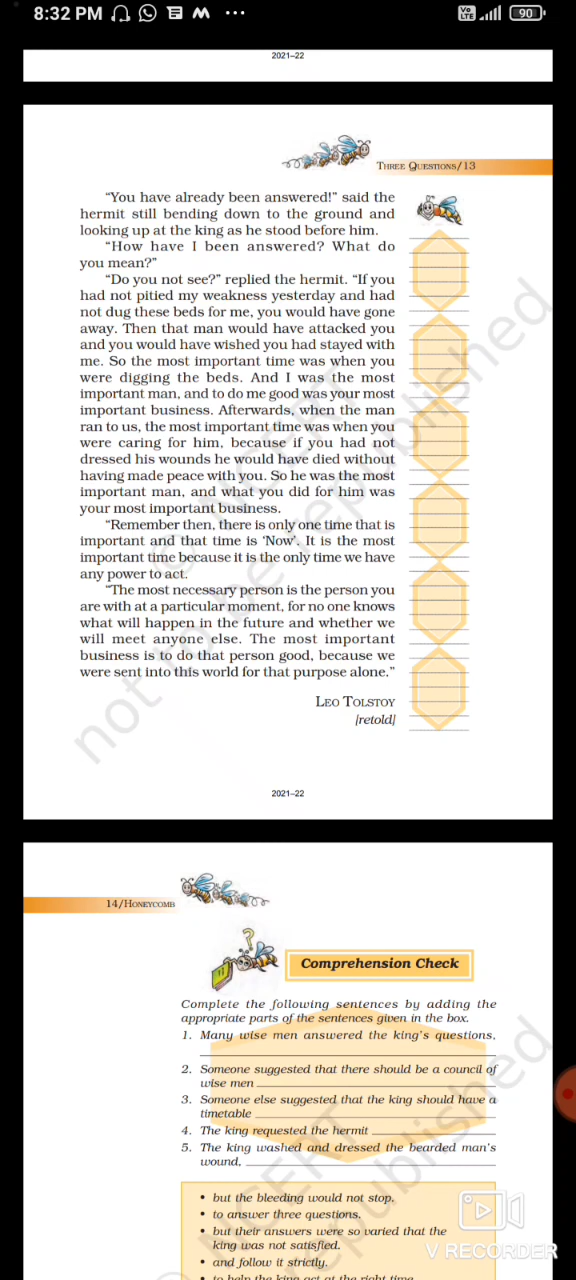 8:32 PM
Vo LTE
90
2021–22
THREE QUESTIONS/13
“You have already been answered!” said the
hermit still bending down to the ground and
looking up at the king as he stood before him.
“How have I been answered? What do
you mean?”
“Do you not see?” replied the hermit. “If you
had not pitied my weakness yesterday and had
not dug these beds for me, you would have gone
away. Then that man would have attacked you
and you would have wished you had stayed with
me. So the most important time was when you
were digging the beds. And I was the most
important man, and to do me good was your most
important business. Afterwards, when the man
ran to us, the most important time was when you
were caring for him, because if you had not
dressed his wounds he would have died without
having made peace with you. So he was the most
important man, and what you did for him was
your most important business.
“Remember then, there is only one time that is
important and that time is ‘Now’. It is the most
important time because it is the only time we have
any power to act.
“The most necessary person is the person you
are with at a particular moment, for no one knows
what will happen in the future and whether we
will meet anyone else. The most important
business is to do that person good, because we
were sent into this world for that purpose alone.”
LEO TOLSTOY
[retold]
© NCERT
not to be republished
2021–22
14/HONEYCOMB
?
Comprehension Check
Complete the following sentences by adding the
appropriate parts of the sentences given in the box.
1. Many wise men answered the king’s questions,
2. Someone suggested that there should be a council of
wise men
3. Someone else suggested that the king should have a
timetable
4. The king requested the hermit
5. The king washed and dressed the bearded man’s
wound,
• but the bleeding would not stop.
• to answer three questions.
• but their answers were so varied that the
king was not satisfied.
• and follow it strictly.
• to help the king act at the right time.
© NCERT
republished
V RECORDER